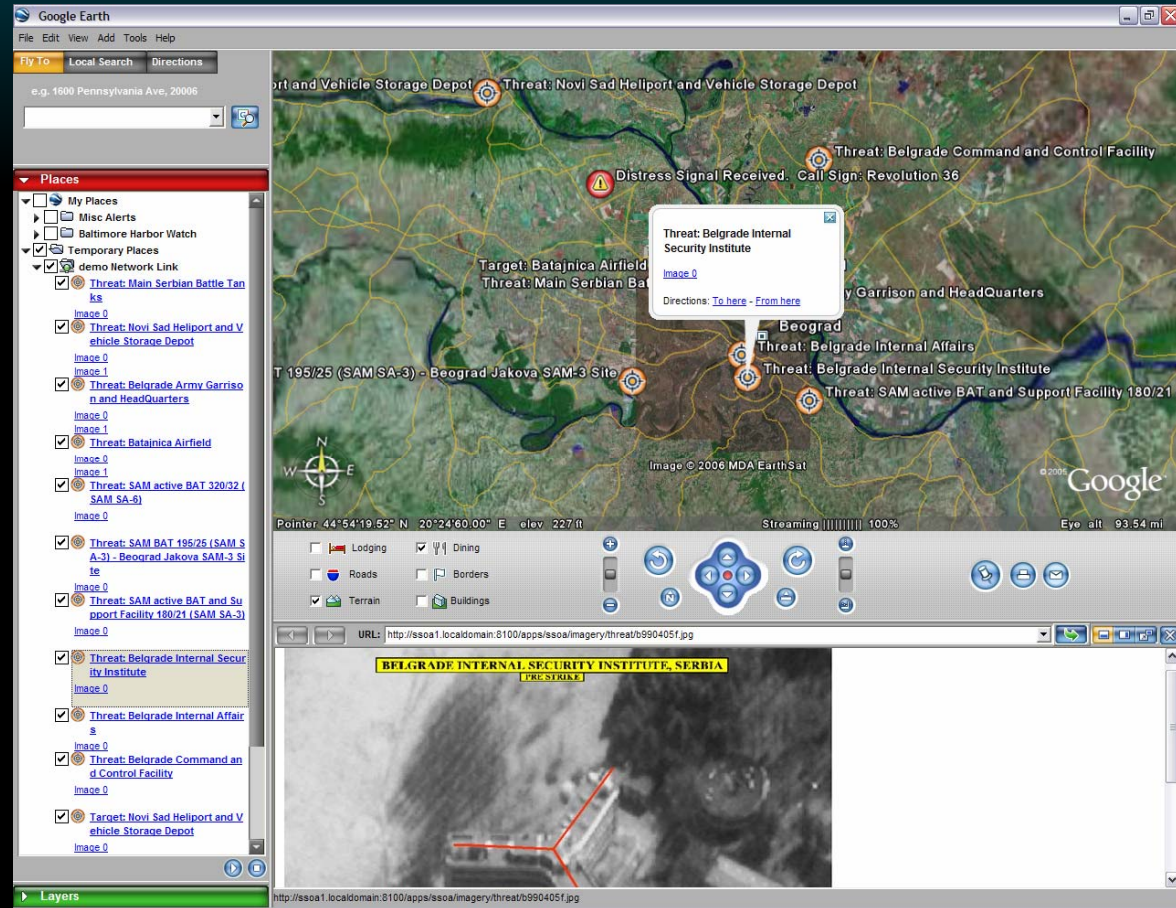 Google Earth
File Edit View Add Tools Help
Fly To Local Search Directions
e.g. 1600 Pennsylvania Ave, 20006
Places
My Places
Misc Alerts
Baltimore Harbor Watch
Temporary Places
demo Network Link
Threat: Main Serbian Battle Tan
ks
Image 0
Threat: Novi Sad Heliport and V
ehicle Storage Depot
Image 0
Image 1
Threat: Belgrade Army Garriso
n and HeadQuarters
Image 0
Image 1
Threat: Batajnica Airfield
Image 0
Image 1
Threat: SAM active BAT 320/32 (
SAM SA-6)
Image 0
Threat: SAM BAT 195/25 (SAM S
A-3) - Beograd Jakova SAM-3 Si
te
Image 0
Threat: SAM active BAT and Su
pport Facility 180/21 (SAM SA-3)
Image 0
Threat: Belgrade Internal Secur
ity Institute
Image 0
Threat: Belgrade Internal Affair
s
Image 0
Threat: Belgrade Command an
d Control Facility
Image 0
Target: Novi Sad Heliport and V
ehicle Storage Depot
Image 0
Layers
ort and Vehicle Storage Depot Threat: Novi Sad Heliport and Vehicle Storage Depot
Threat: Belgrade Command and Control Facility
Distress Signal Received. Call Sign: Revolution 36
Threat: Belgrade Internal
Security Institute
Image 0
Directions: To here - From here
Target: Batajnica Airfield
Threat: Main Serbian Bat
y Garrison and HeadQuarters
Beograd
Threat: Belgrade Internal Affairs
T 195/25 (SAM SA-3) - Beograd Jakova SAM-3 Site Threat: Belgrade Internal Security Institute
Threat: SAM active BAT and Support Facility 180/21
N
W E
S
Image © 2006 MDA EarthSat
© 2005 Google
Pointer 44°54'19.52" N 20°24'60.00" E elev 227 ft Streaming |||||||||| 100% Eye alt 93.54 mi
Lodging Dining
Roads Borders
Terrain Buildings
N
URL: http://ssoa1.localdomain:8100/apps/ssoa/imagery/threat/b990405f.jpg
BELGRADE INTERNAL SECURITY INSTITUTE, SERBIA
PRE STRIKE
http://ssoa1.localdomain:8100/apps/ssoa/imagery/threat/b990405f.jpg